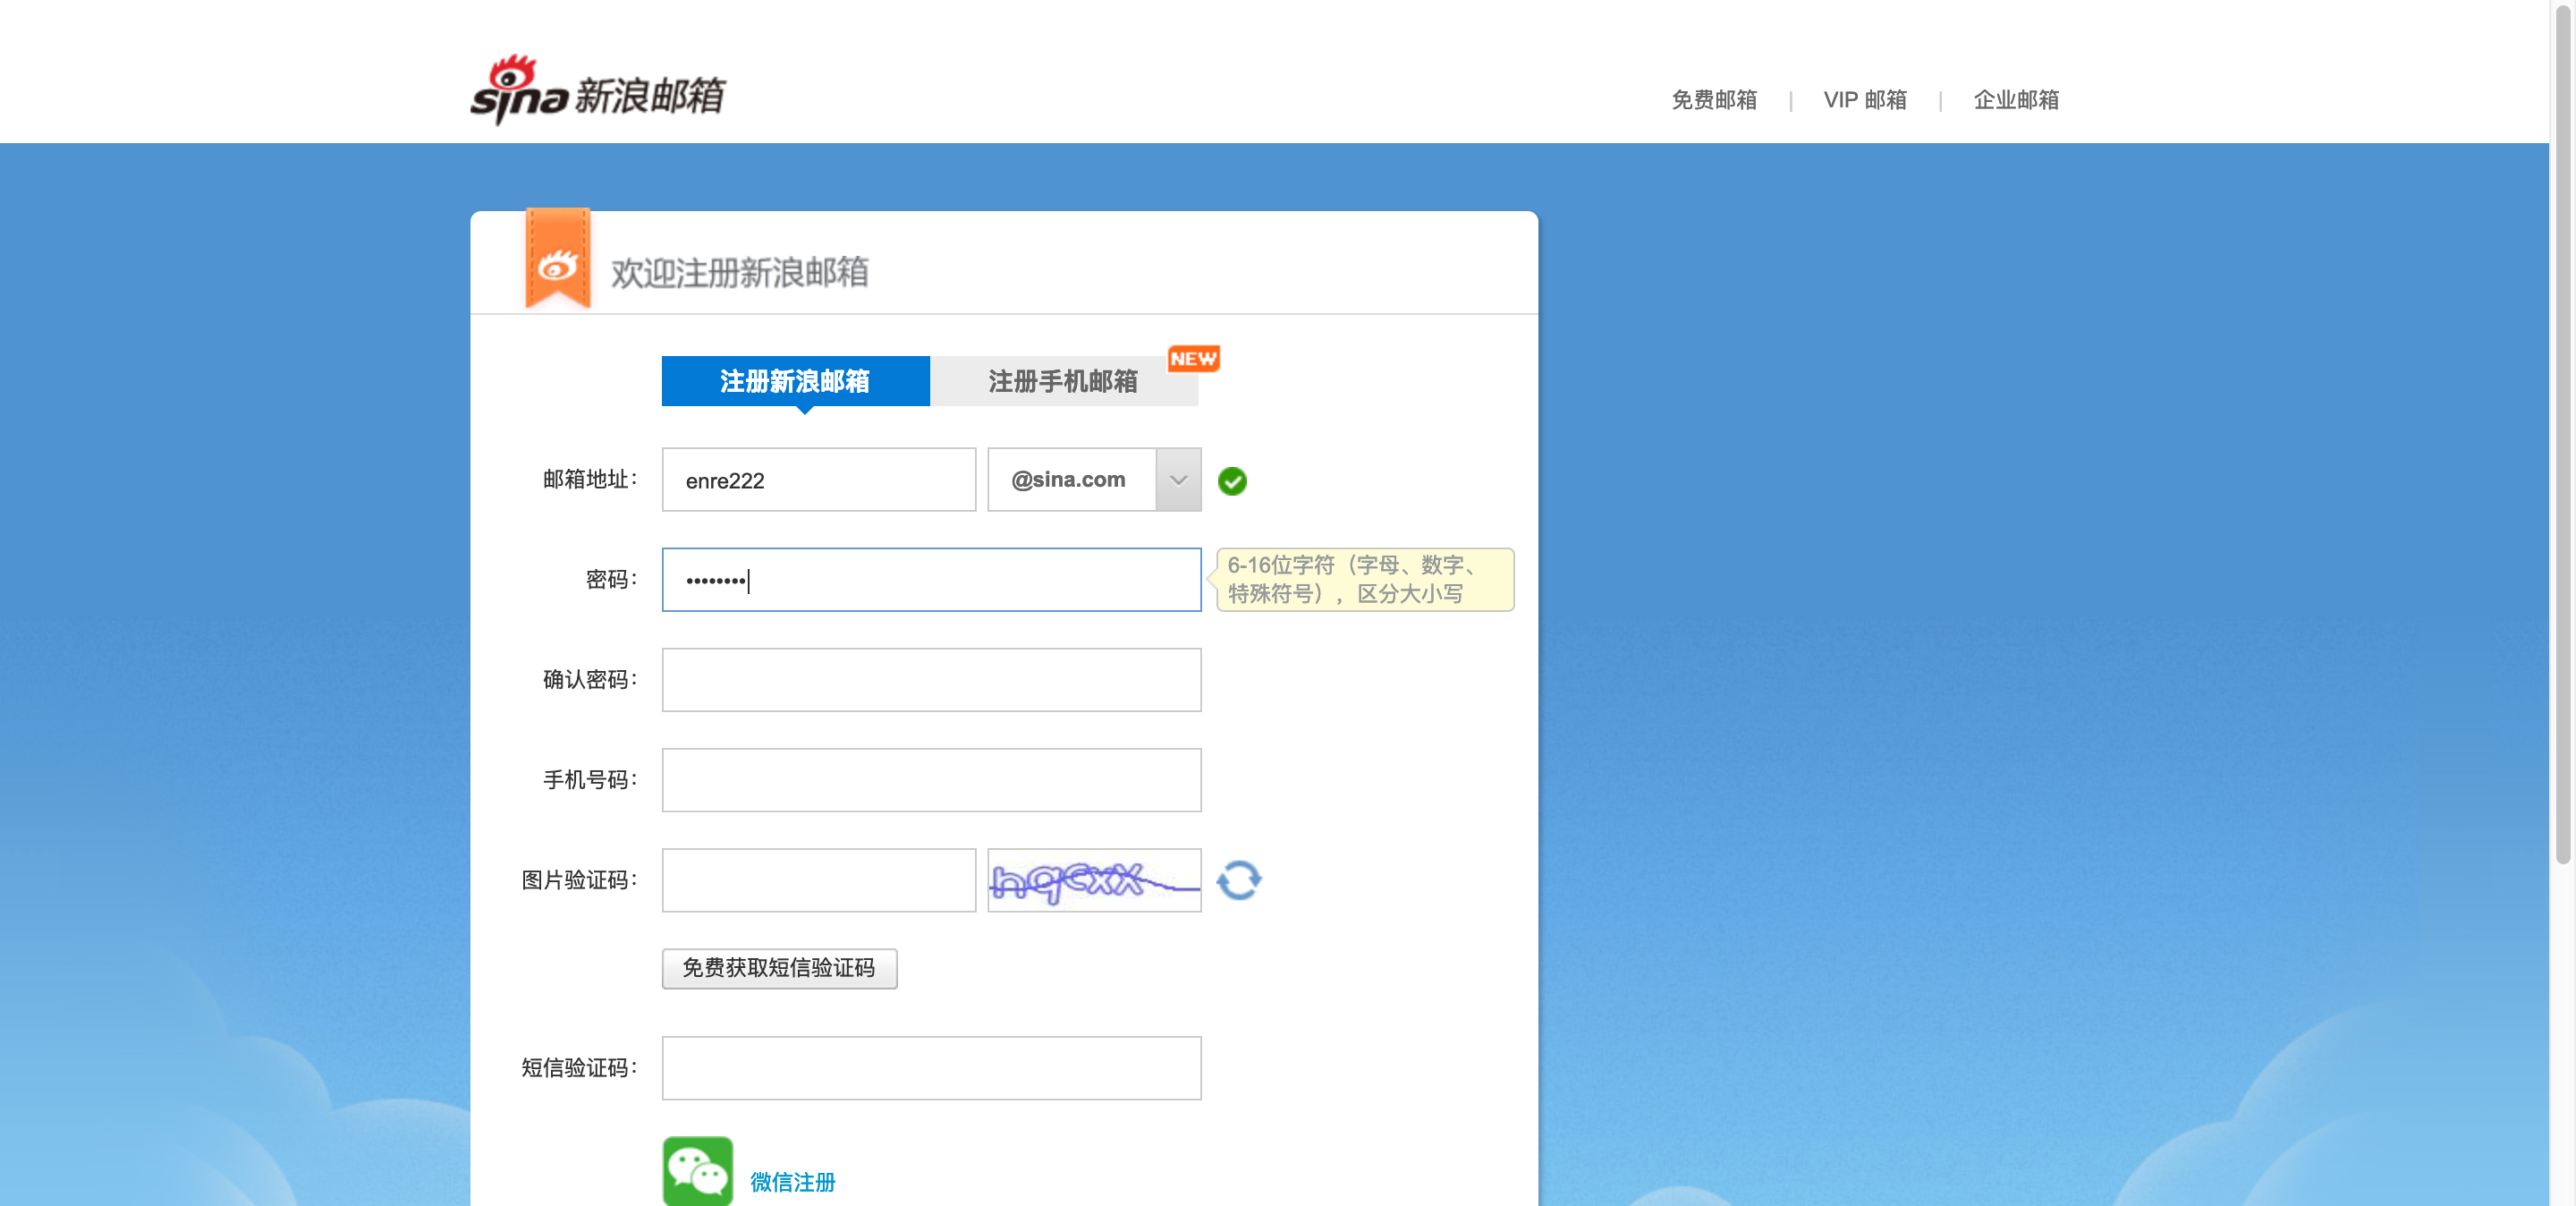 sina 新浪邮箱
免费邮箱 | VIP 邮箱 | 企业邮箱
欢迎注册新浪邮箱
注册新浪邮箱
注册手机邮箱
NEW
邮箱地址：
enre222
@sina.com
密码：
••••••••
6-16位字符（字母、数字、
特殊符号），区分大小写
确认密码：
手机号码：
图片验证码：
hqcxX
免费获取短信验证码
短信验证码：
微信注册